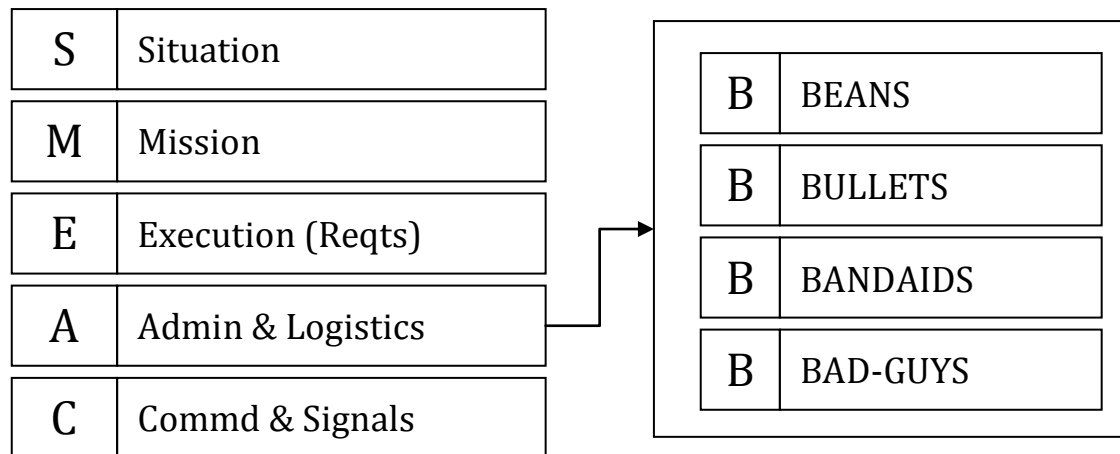 S Situation
M Mission
E Execution (Reqts)
A Admin & Logistics
C Commd & Signals
B BEANS
B BULLETS
B BANDAIDS
B BAD-GUYS